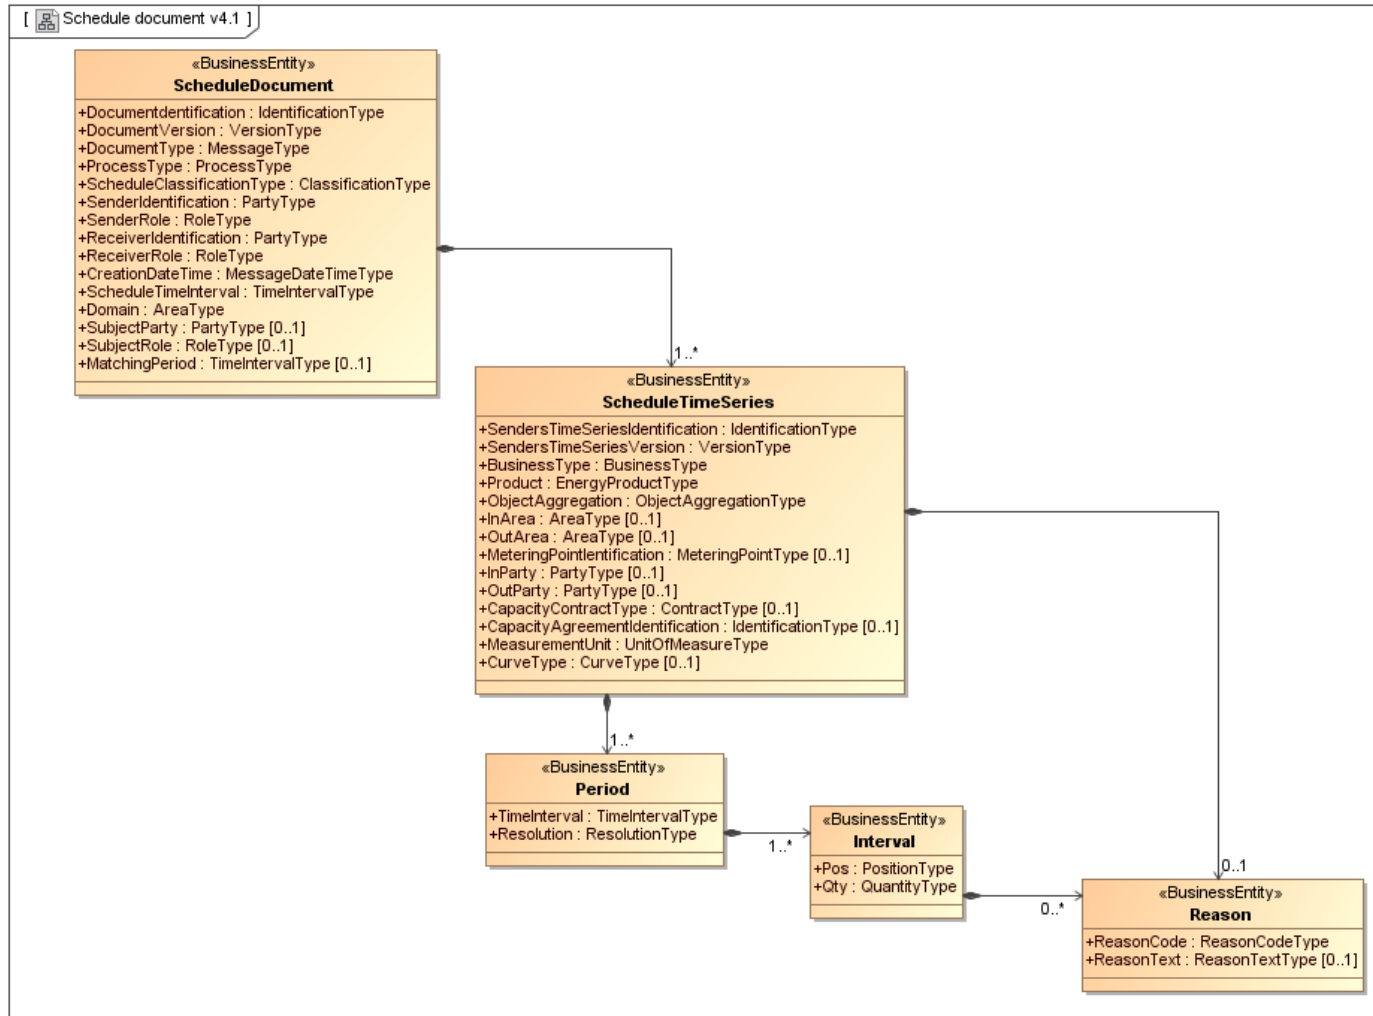 [ Schedule document v4.1 ]
«BusinessEntity»
ScheduleDocument
+Documentdentification : IdentificationType
+DocumentVersion : VersionType
+DocumentType : MessageType
+ProcessType : ProcessType
+ScheduleClassificationType : ClassificationType
+SenderIdentification : PartyType
+SenderRole : RoleType
+ReceiverIdentification : PartyType
+ReceiverRole : RoleType
+CreationDateTime : MessageDateTimeType
+ScheduleTimeInterval : TimeIntervalType
+Domain : AreaType
+SubjectParty : PartyType [0..1]
+SubjectRole : RoleType [0..1]
+MatchingPeriod : TimeIntervalType [0..1]
1..*
«BusinessEntity»
ScheduleTimeSeries
+SendersTimeSeriesIdentification : IdentificationType
+SendersTimeSeriesVersion : VersionType
+BusinessType : BusinessType
+Product : EnergyProductType
+ObjectAggregation : ObjectAggregationType
+InArea : AreaType [0..1]
+OutArea : AreaType [0..1]
+MeteringPointIentification : MeteringPointType [0..1]
+InParty : PartyType [0..1]
+OutParty : PartyType [0..1]
+CapacityContractType : ContractType [0..1]
+CapacityAgreementIdentification : IdentificationType [0..1]
+MeasurementUnit : UnitOfMeasureType
+CurveType : CurveType [0..1]
1..*
«BusinessEntity»
Period
+TimeInterval : TimeIntervalType
+Resolution : ResolutionType
1..*
«BusinessEntity»
Interval
+Pos : PositionType
+Qty : QuantityType
0..*
0..1
«BusinessEntity»
Reason
+ReasonCode : ReasonCodeType
+ReasonText : ReasonTextType [0..1]